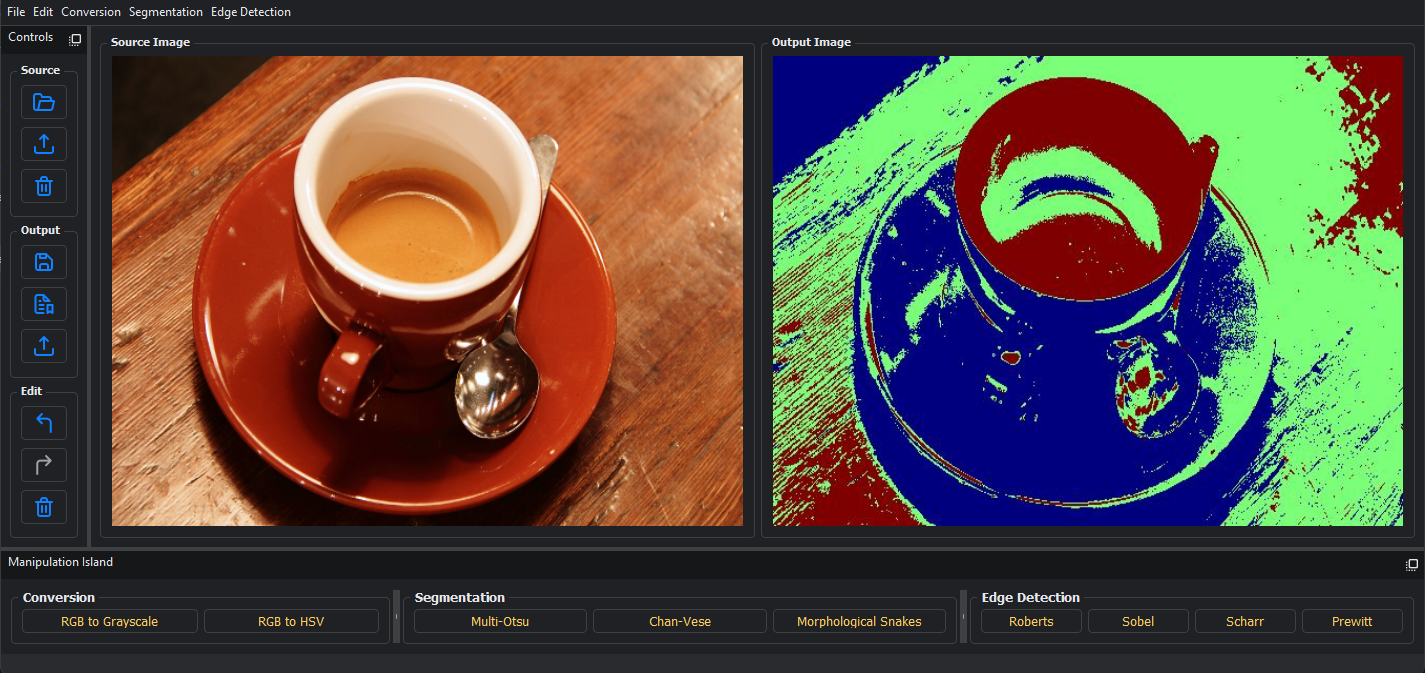 File Edit Conversion Segmentation Edge Detection
Controls
Source
Output
Edit
Source Image
Output Image
Manipulation Island
Conversion
RGB to Grayscale RGB to HSV
Segmentation
Multi-Otsu Chan-Vese Morphological Snakes
Edge Detection
Roberts Sobel Scharr Prewitt